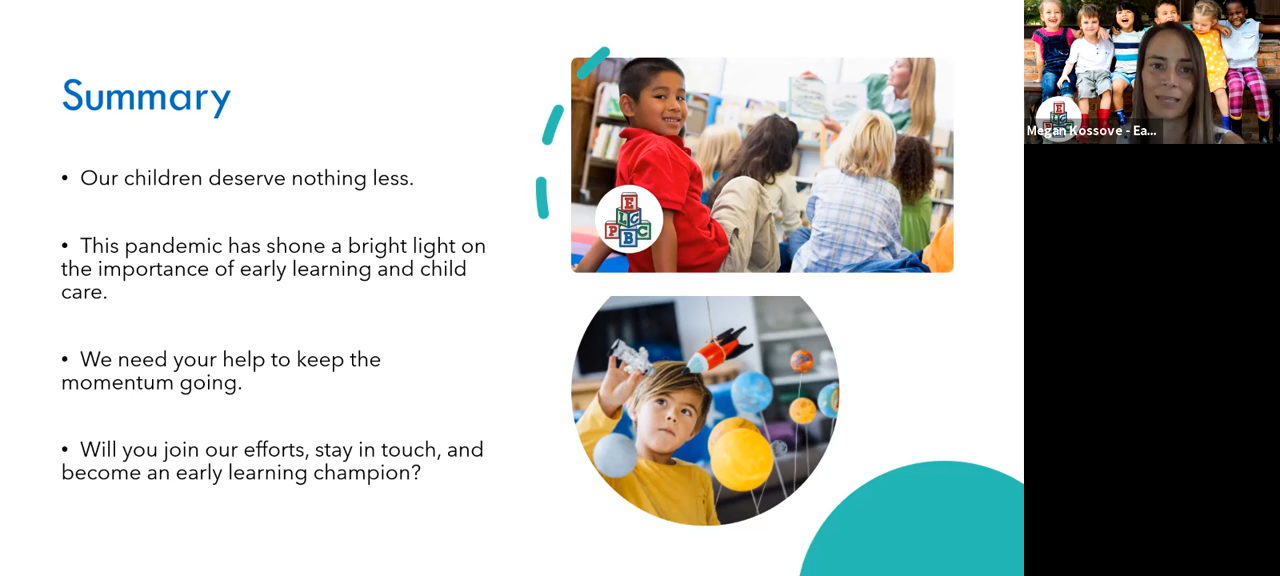 Summary
• Our children deserve nothing less.
• This pandemic has shone a bright light on
the importance of early learning and child
care.
• We need your help to keep the
momentum going.
• Will you join our efforts, stay in touch, and
become an early learning champion?
E
L C
P B C
E
Megan Kossove - Ea...